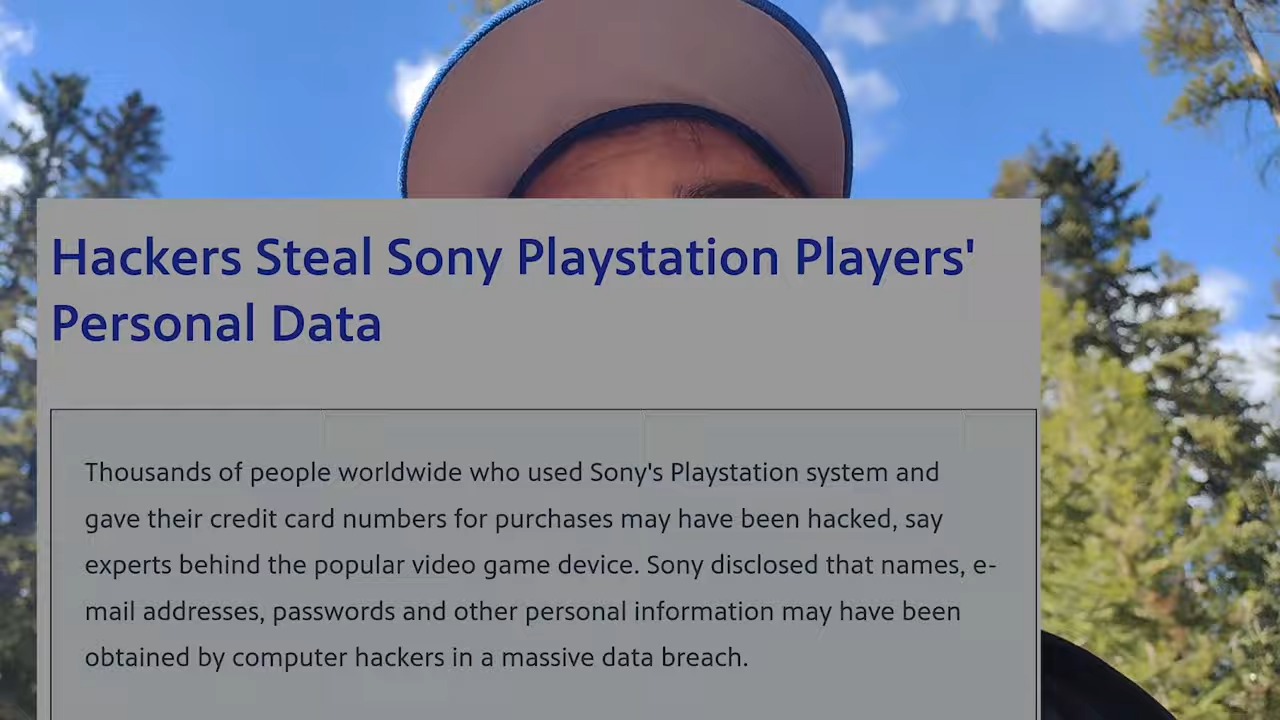 Hackers Steal Sony Playstation Players'
Personal Data
Thousands of people worldwide who used Sony's Playstation system and
gave their credit card numbers for purchases may have been hacked, say
experts behind the popular video game device. Sony disclosed that names, e-
mail addresses, passwords and other personal information may have been
obtained by computer hackers in a massive data breach.